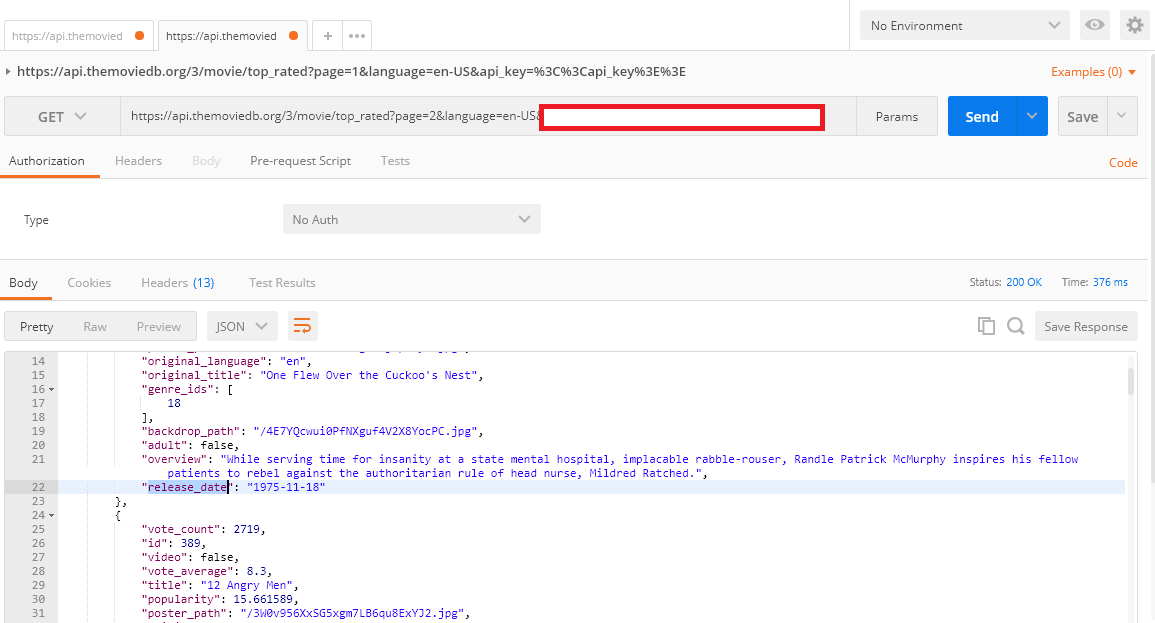 https://api.themovied https://api.themovied + ••• No Environment
https://api.themoviedb.org/3/movie/top_rated?page=1&language=en-US&api_key=%3C%3Capi_key%3E%3E Examples (0)
GET https://api.themoviedb.org/3/movie/top_rated?page=2&language=en-US& Params Send Save
Authorization Headers Body Pre-request Script Tests Code
Type No Auth
Body Cookies Headers (13) Test Results Status: 200 OK Time: 376 ms
Pretty Raw Preview JSON Save Response
14 "original_language": "en",
15 "original_title": "One Flew Over the Cuckoo's Nest",
16 "genre_ids": [
17 18
18 ],
19 "backdrop_path": "/4E7YQcwui0PfNXguf4V2X8YocPC.jpg",
20 "adult": false,
21 "overview": "While serving time for insanity at a state mental hospital, implacable rabble-rouser, Randle Patrick McMurphy inspires his fellow
patients to rebel against the authoritarian rule of head nurse, Mildred Ratched.",
22 "release_date": "1975-11-18"
23 },
24 {
25 "vote_count": 2719,
26 "id": 389,
27 "video": false,
28 "vote_average": 8.3,
29 "title": "12 Angry Men",
30 "popularity": 15.661589,
31 "poster_path": "/3W0v956XxSG5xgm7LB6qu8ExYJ2.jpg",